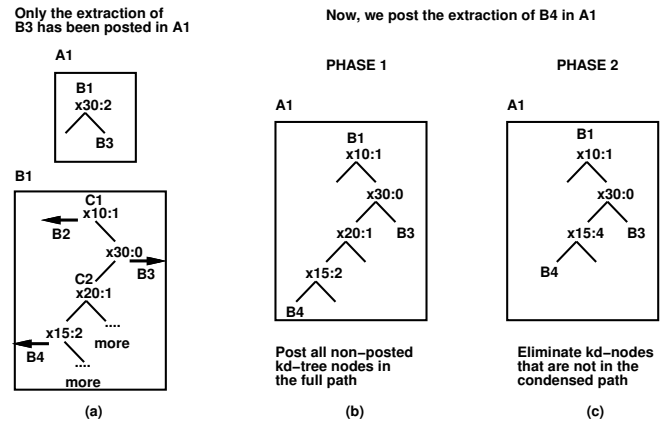 Only the extraction of
B3 has been posted in A1
Now, we post the extraction of B4 in A1
A1
B1
x30:2
B3
B1
C1
x10:1
B2
x30:0
B3
C2
x20:1
....
more
x15:2
B4
....
more
(a)
PHASE 1
A1
B1
x10:1
x30:0
x20:1
B3
x15:2
B4
Post all non−posted
kd−tree nodes in
the full path
(b)
PHASE 2
A1
B1
x10:1
x30:0
x15:4
B3
B4
Eliminate kd−nodes
that are not in the
condensed path
(c)